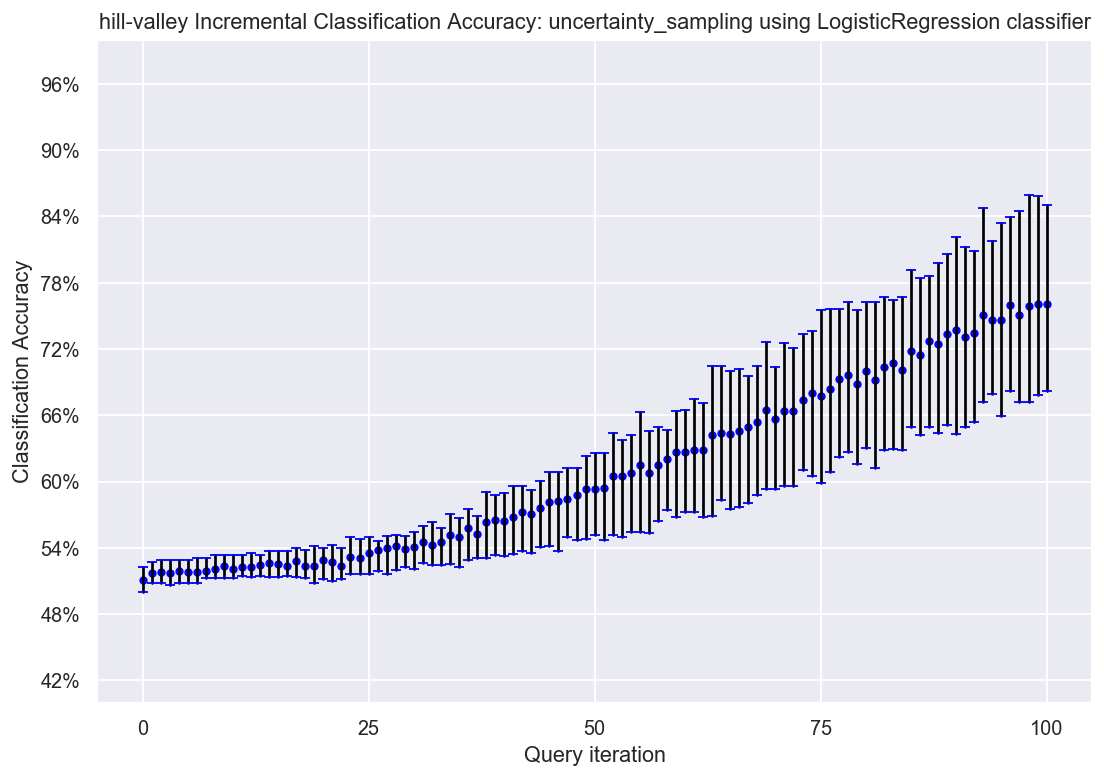 hill-valley Incremental Classification Accuracy: uncertainty_sampling using LogisticRegression classifier
96%
90%
84%
78%
72%
66%
60%
54%
48%
42%
Classification Accuracy
0 25 50 75 100
Query iteration